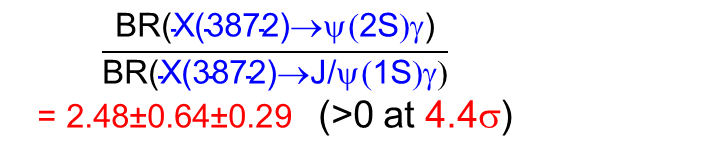 BR(X(3872)→ψ(2S)γ)
BR(X(3872)→J/ψ(1S)γ)
= 2.48±0.64±0.29 (>0 at 4.4σ)